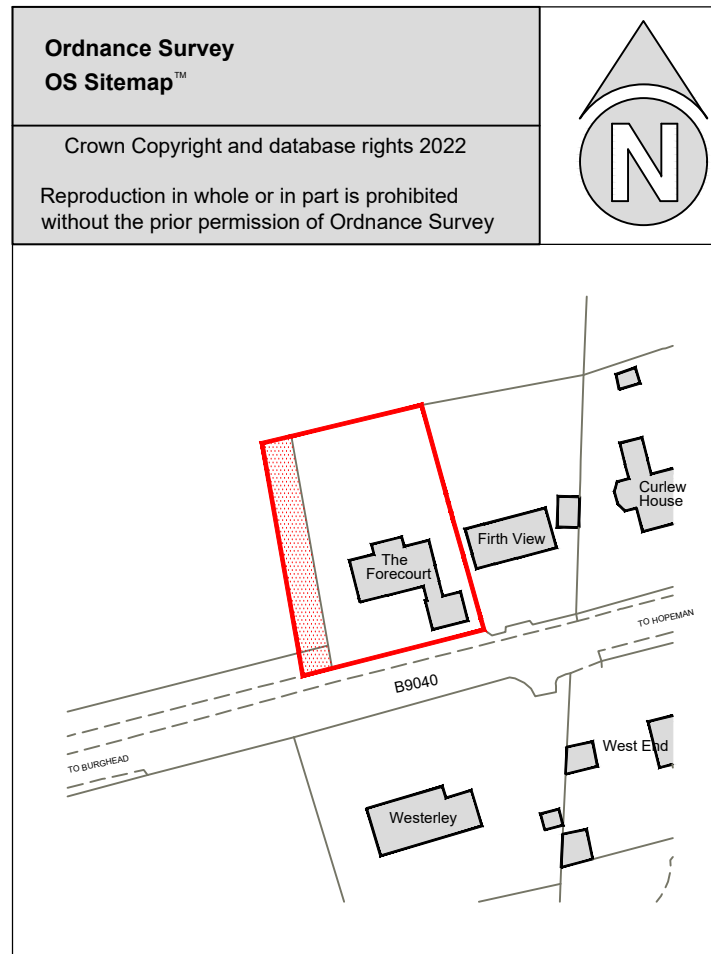 Ordnance Survey
OS Sitemap™
Crown Copyright and database rights 2022
Reproduction in whole or in part is prohibited
without the prior permission of Ordnance Survey
N
Curlew
House
Firth View
The
Forecourt
TO HOPEMAN
B9040
TO BURGHEAD
West End
Westerley